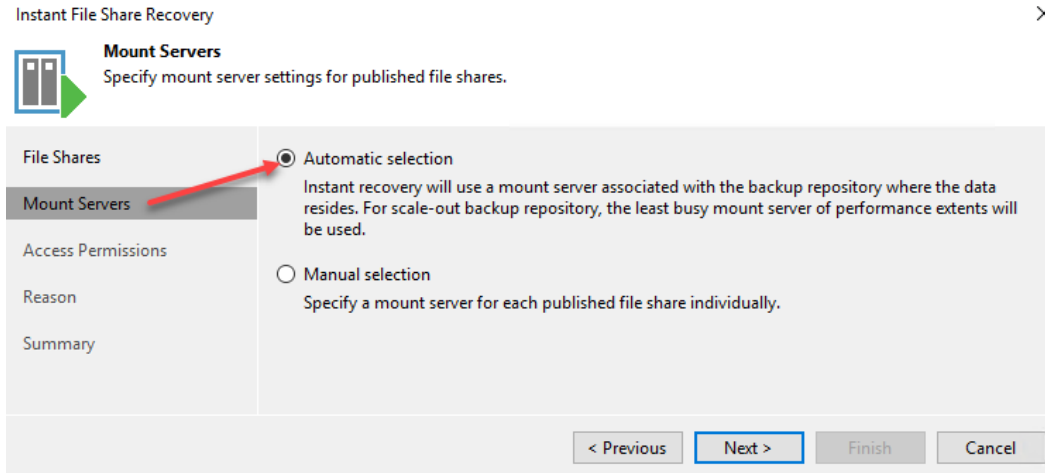 Instant File Share Recovery
Mount Servers
Specify mount server settings for published file shares.
File Shares
Mount Servers
Access Permissions
Reason
Summary
Automatic selection
Instant recovery will use a mount server associated with the backup repository where the data
resides. For scale-out backup repository, the least busy mount server of performance extents will
be used.
Manual selection
Specify a mount server for each published file share individually.
< Previous
Next >
Finish
Cancel